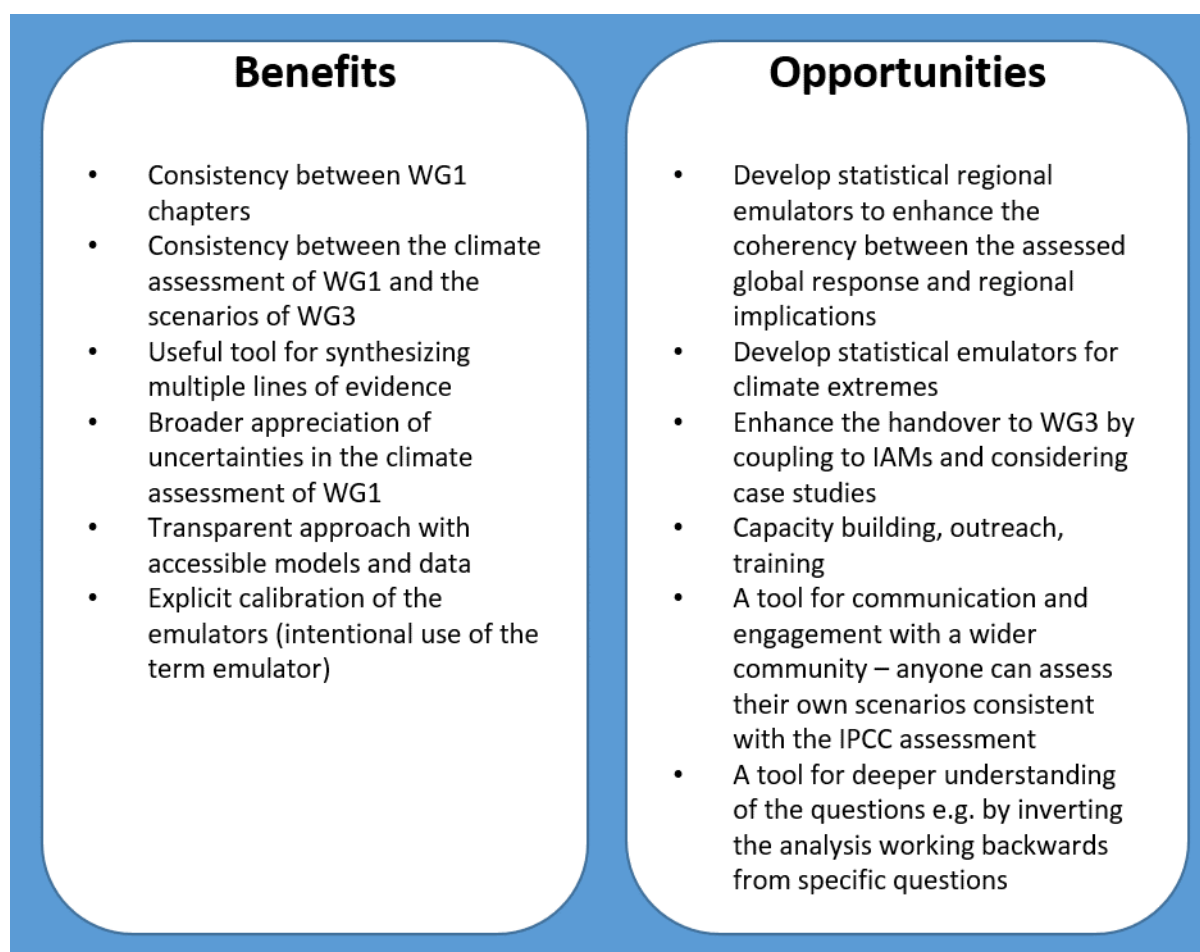 Benefits
• Consistency between WG1
chapters
• Consistency between the climate
assessment of WG1 and the
scenarios of WG3
• Useful tool for synthesizing
multiple lines of evidence
• Broader appreciation of
uncertainties in the climate
assessment of WG1
• Transparent approach with
accessible models and data
• Explicit calibration of the
emulators (intentional use of the
term emulator)
Opportunities
• Develop statistical regional
emulators to enhance the
coherency between the assessed
global response and regional
implications
• Develop statistical emulators for
climate extremes
• Enhance the handover to WG3 by
coupling to IAMs and considering
case studies
• Capacity building, outreach,
training
• A tool for communication and
engagement with a wider
community – anyone can assess
their own scenarios consistent
with the IPCC assessment
• A tool for deeper understanding
of the questions e.g. by inverting
the analysis working backwards
from specific questions